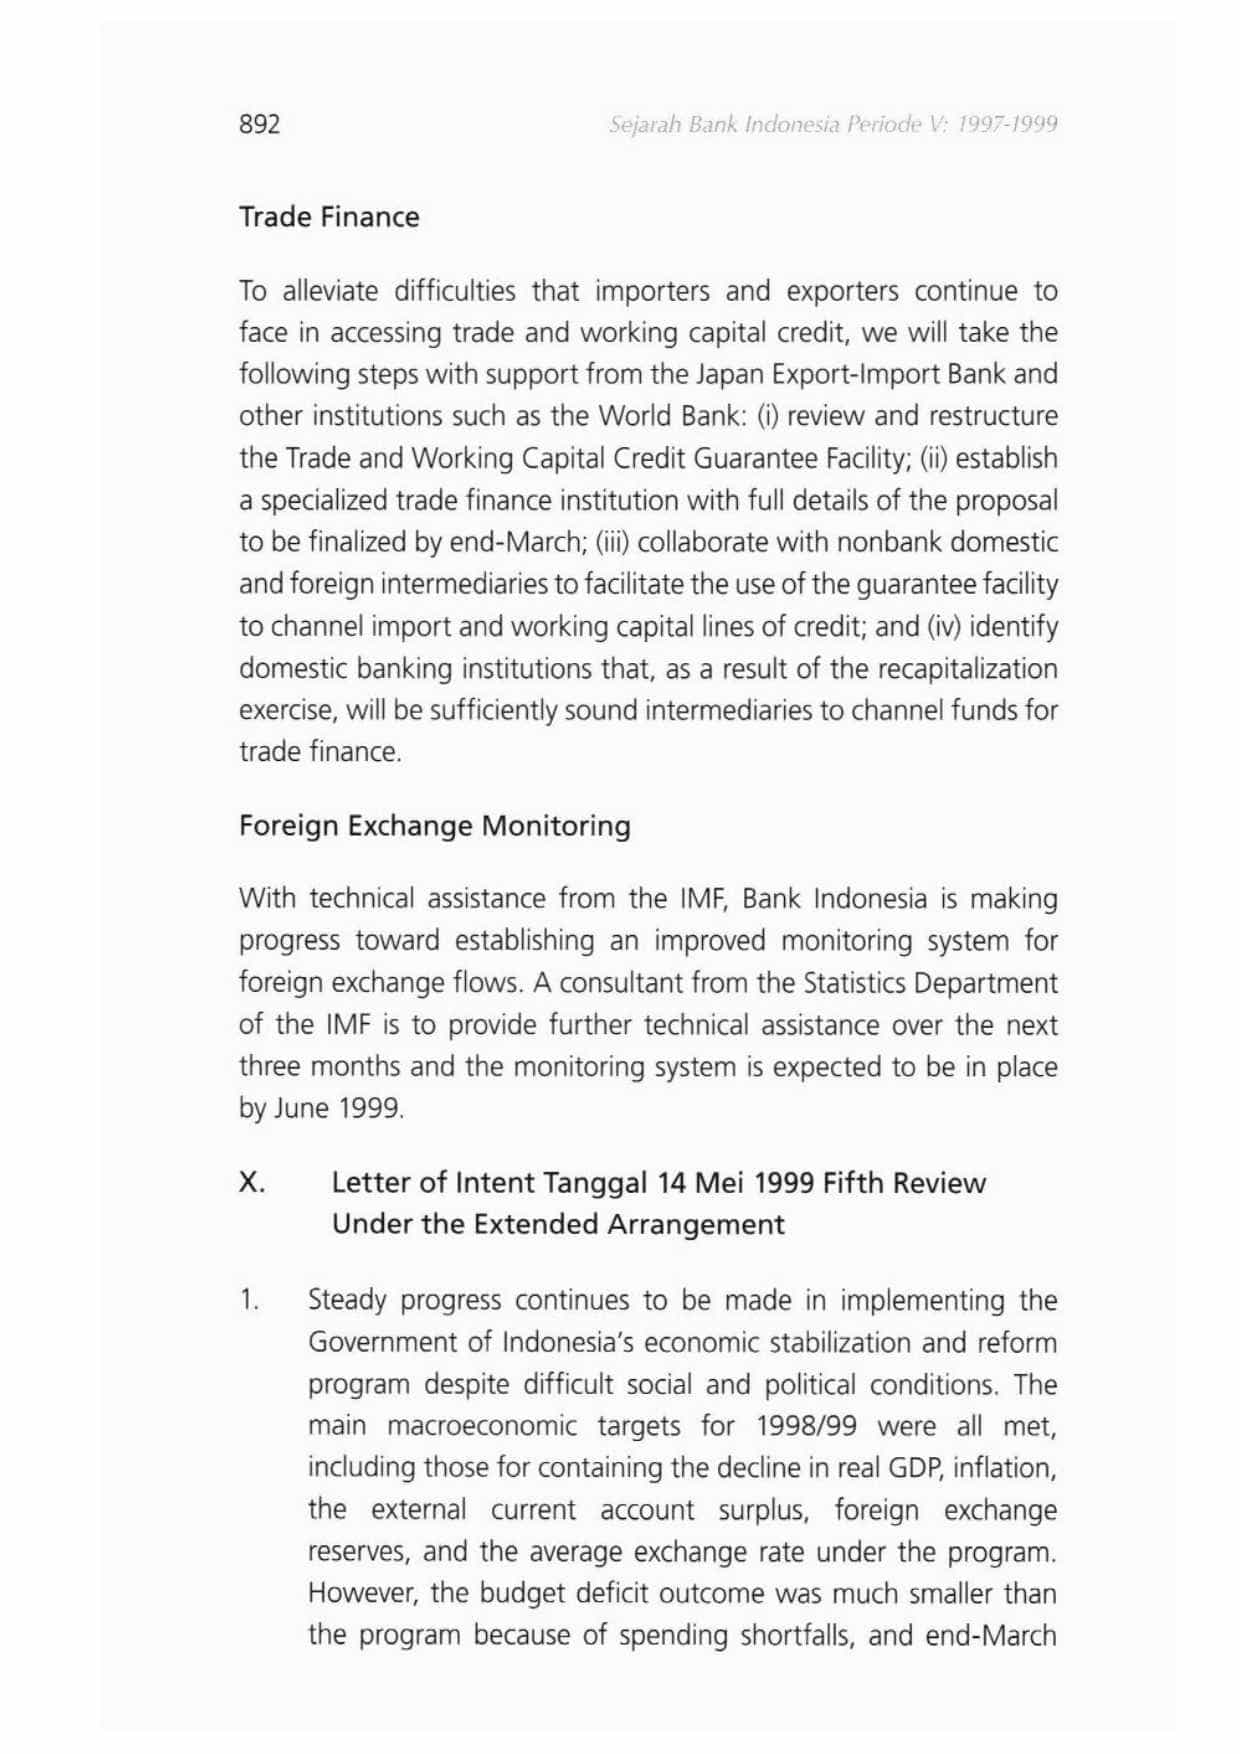 892
Sejarah Bank Indonesia Periode V: 1997-1999
Trade Finance
To alleviate difficulties that importers and exporters continue to
face in accessing trade and working capital credit, we will take the
following steps with support from the Japan Export-Import Bank and
other institutions such as the World Bank: (i) review and restructure
the Trade and Working Capital Credit Guarantee Facility; (ii) establish
a specialized trade finance institution with full details of the proposal
to be finalized by end-March; (iii) collaborate with nonbank domestic
and foreign intermediaries to facilitate the use of the guarantee facility
to channel import and working capital lines of credit; and (iv) identify
domestic banking institutions that, as a result of the recapitalization
exercise, will be sufficiently sound intermediaries to channel funds for
trade finance.
Foreign Exchange Monitoring
With technical assistance from the IMF, Bank Indonesia is making
progress toward establishing an improved monitoring system for
foreign exchange flows. A consultant from the Statistics Department
of the IMF is to provide further technical assistance over the next
three months and the monitoring system is expected to be in place
by June 1999.
X. Letter of Intent Tanggal 14 Mei 1999 Fifth Review
Under the Extended Arrangement
1. Steady progress continues to be made in implementing the
Government of Indonesia's economic stabilization and reform
program despite difficult social and political conditions. The
main macroeconomic targets for 1998/99 were all met,
including those for containing the decline in real GDP, inflation,
the external current account surplus, foreign exchange
reserves, and the average exchange rate under the program.
However, the budget deficit outcome was much smaller than
the program because of spending shortfalls, and end-March